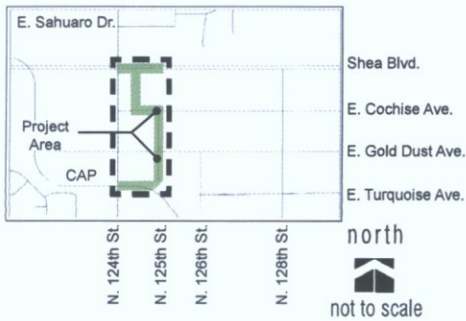 E. Sahuaro Dr.
Shea Blvd.
E. Cochise Ave.
Project
Area
E. Gold Dust Ave.
CAP
E. Turquoise Ave.
N. 124th St.
N. 125th St.
N. 126th St.
N. 128th St.
north
not to scale